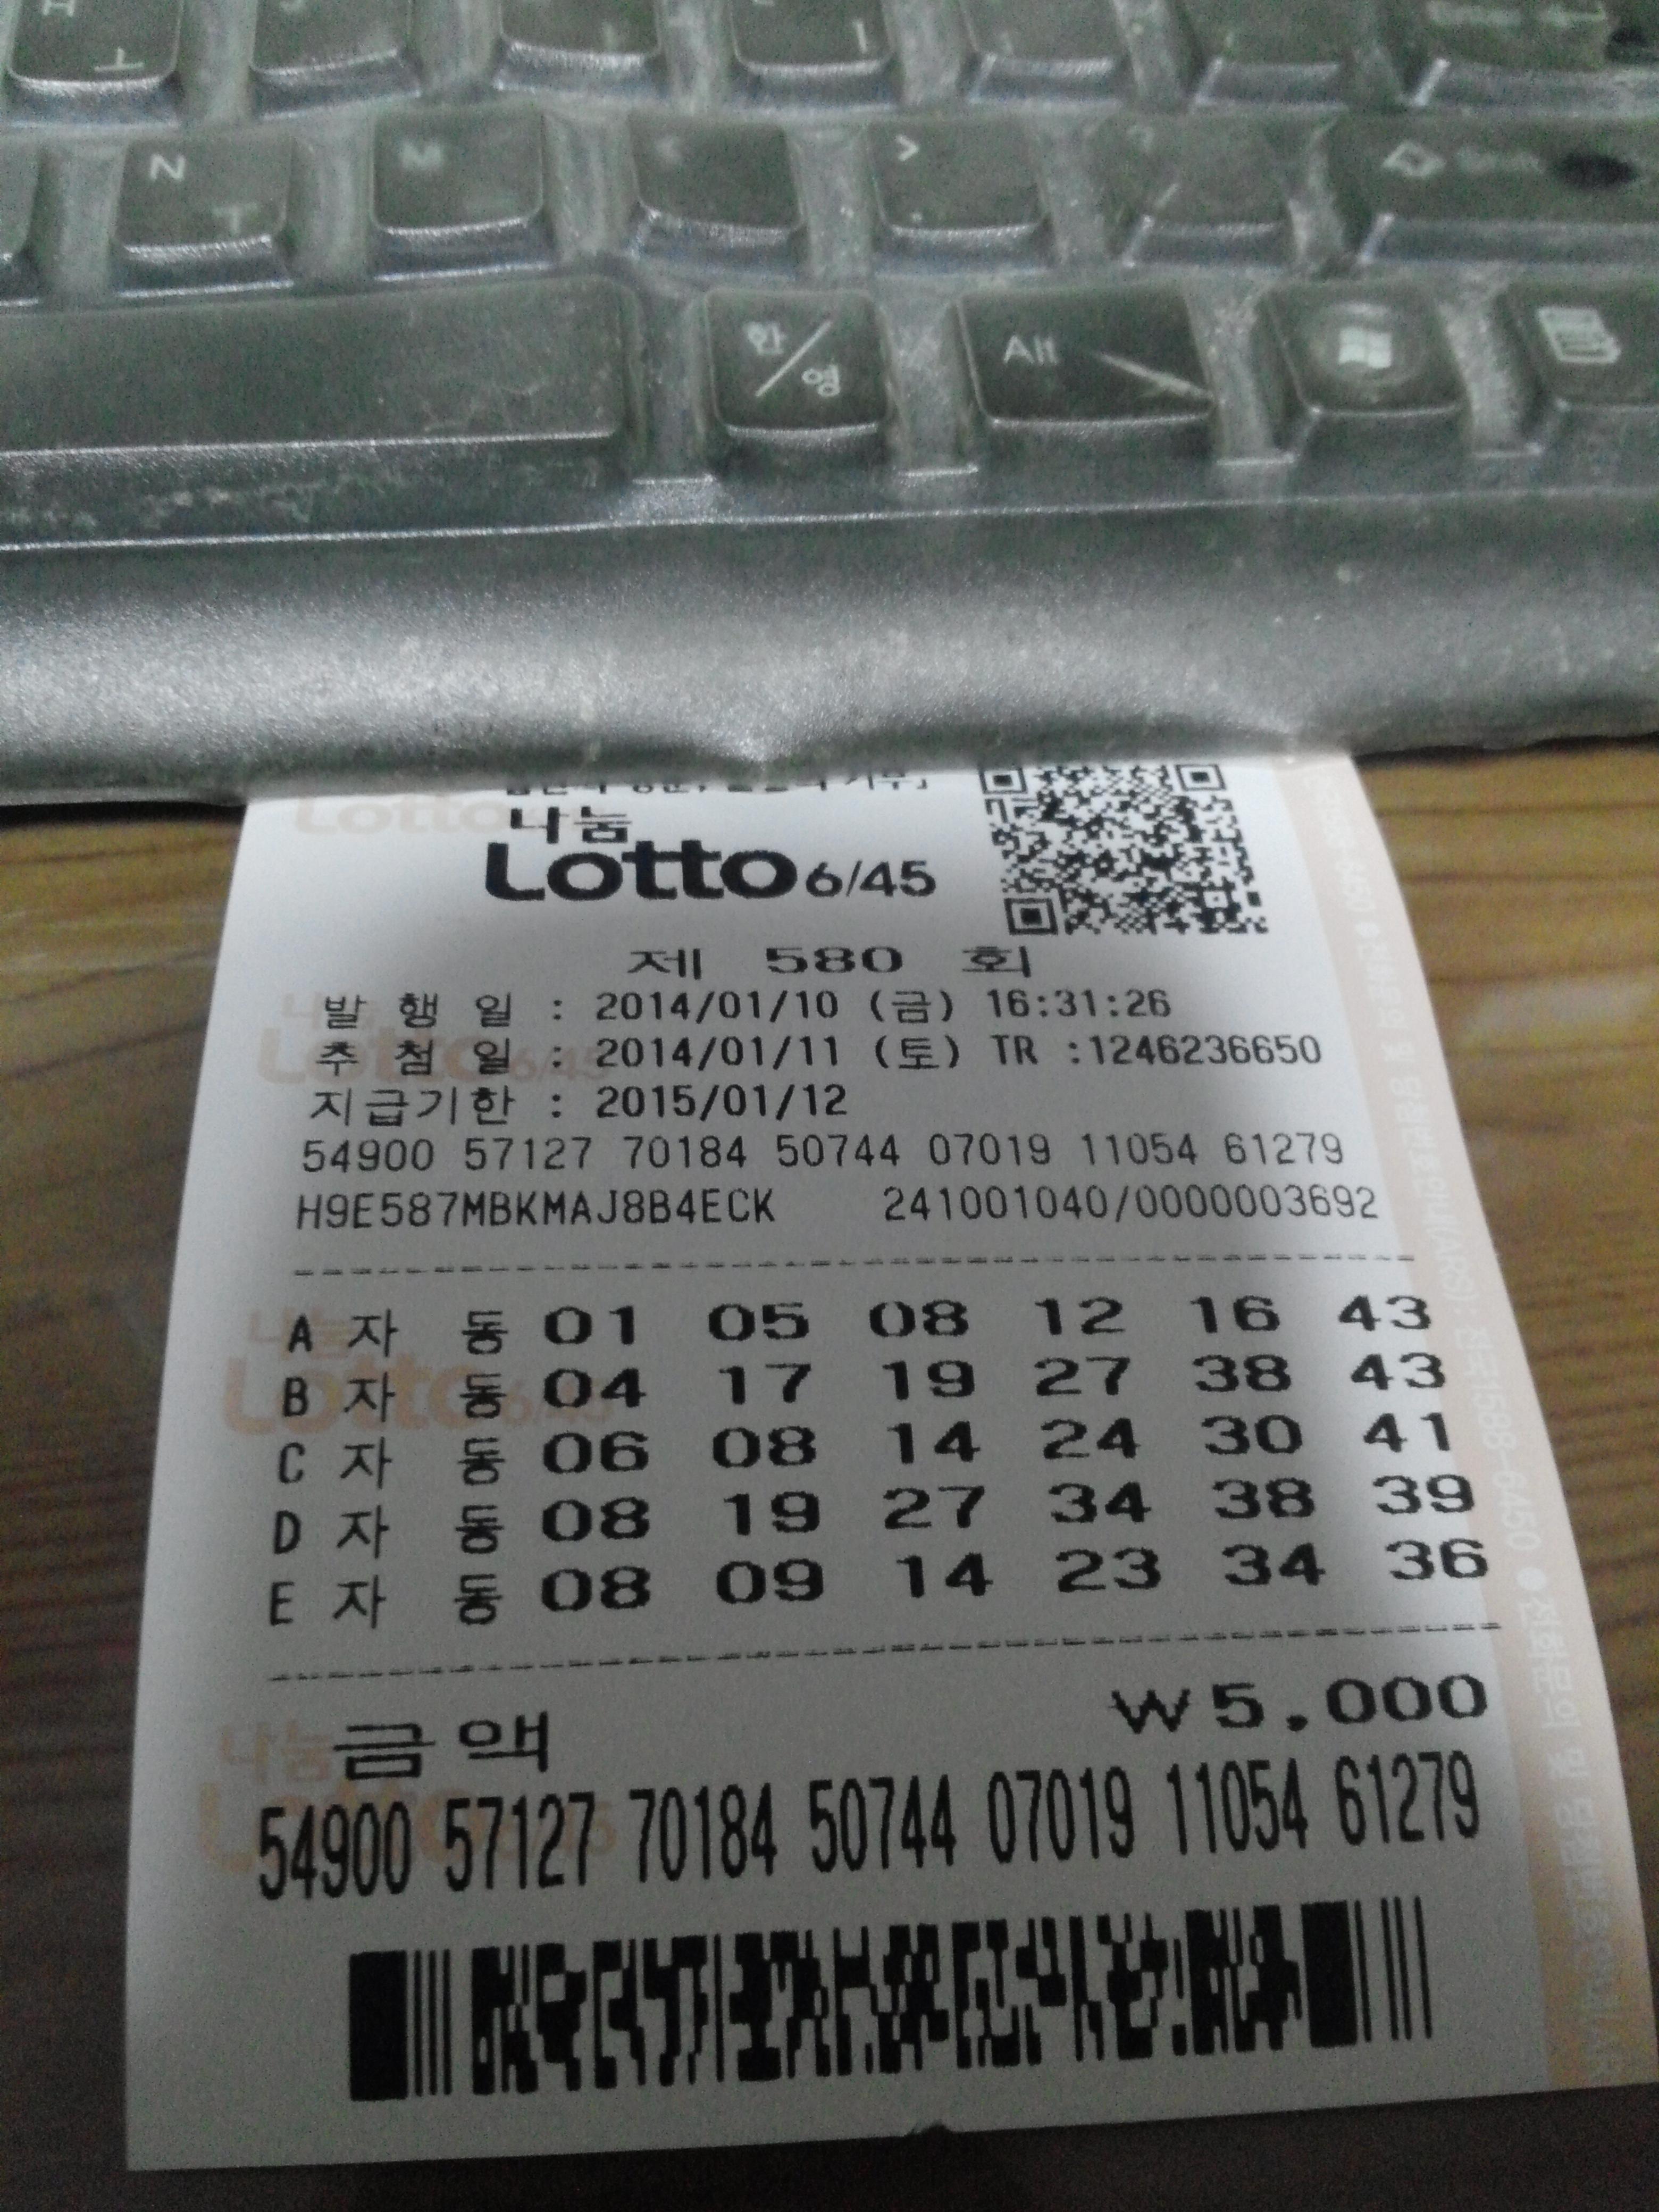 N
ㅜ
M
>
.
Shift
한/영
Alt
나눔
Lotto 6/45
제 580 회
발 행 일 : 2014/01/10 (금) 16:31:26
추 첨 일 : 2014/01/11 (토) TR :1246236650
지급기한 : 2015/01/12
54900 57127 70184 50744 07019 11054 61279
H9E587MBKMAJ8B4ECK 241001040/0000003692
A 자 동 01 05 08 12 16 43
B 자 동 04 17 19 27 38 43
C 자 동 06 08 14 24 30 41
D 자 동 08 19 27 34 38 39
E 자 동 08 09 14 23 34 36
금액 ₩5,000
54900 57127 70184 50744 07019 11054 61279